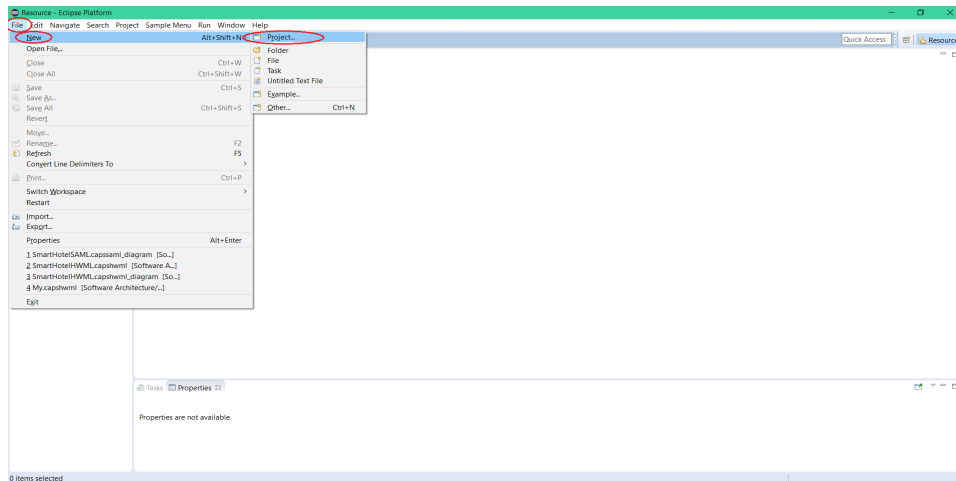 Resource - Eclipse Platform
File Edit Navigate Search Project Sample Menu Run Window Help
New Alt+Shift+N
Project...
Quick Access
Resource
Open File,..
Folder
File
Close Ctrl+W
Task
Close All Ctrl+Shift+W
Untitled Text File
Save Ctrl+S
Example...
Save As...
Save All Ctrl+Shift+S
Other... Ctrl+N
Revert
Move...
Rename... F2
Refresh F5
Convert Line Delimiters To
Print... Ctrl+P
Switch Workspace
Restart
Import...
Export...
Properties Alt+Enter
1 SmartHotelSAML.capssaml_diagram [So...]
2 SmartHotelHWML.capshwml [Software A...]
3 SmartHotelHWML.capshwml_diagram [So...]
4 My.capshwml [Software Architecture/...]
Exit
Tasks Properties
Properties are not available.
0 items selected